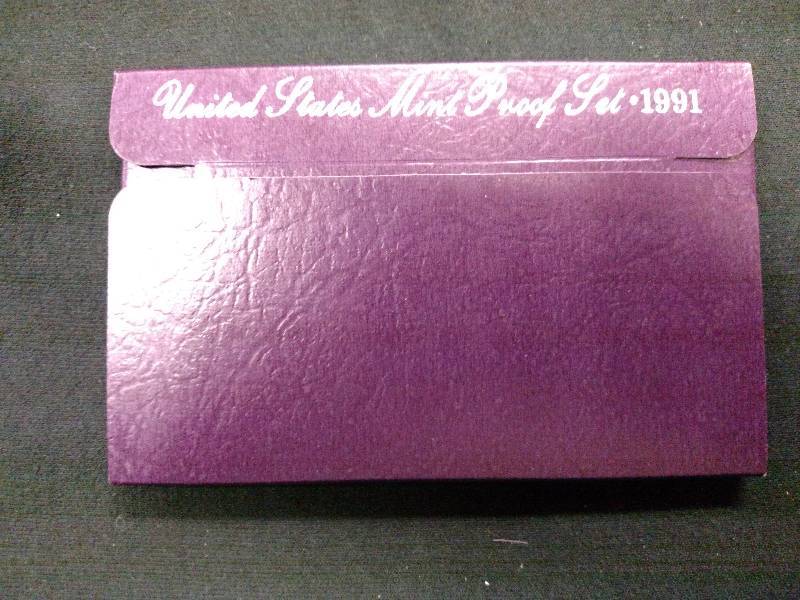 United States Mint Proof Set • 1991